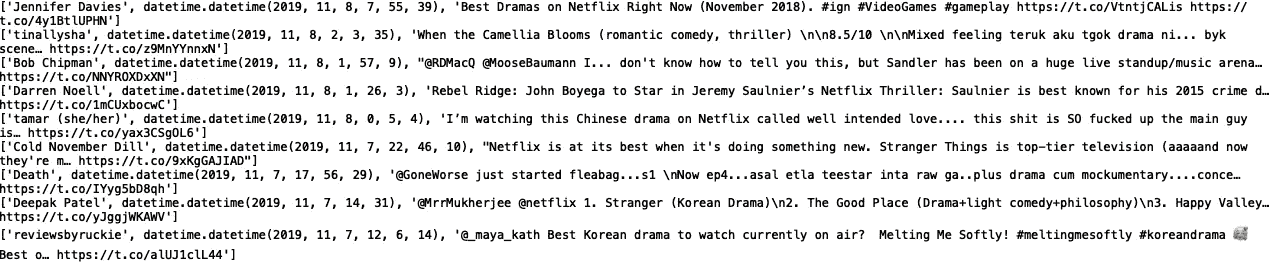 ['Jennifer Davies', datetime.datetime(2019, 11, 8, 7, 55, 39), 'Best Dramas on Netflix Right Now (November 2018). #ign #VideoGames #gameplay https://t.co/VtntjCALis https://
t.co/4y1BtlUPHN']
['tinallysha', datetime.datetime(2019, 11, 8, 2, 3, 35), 'When the Camellia Blooms (romantic comedy, thriller) \n\n8.5/10 \n\nMixed feeling teruk aku tgok drama ni... byk
scene… https://t.co/z9MnYYnnxN']
['Bob Chipman', datetime.datetime(2019, 11, 8, 1, 57, 9), "@RDMacQ @MooseBaumann I... don't know how to tell you this, but Sandler has been on a huge live standup/music arena…
https://t.co/NNYROXDxXN"]
['Darren Noell', datetime.datetime(2019, 11, 8, 1, 26, 3), 'Rebel Ridge: John Boyega to Star in Jeremy Saulnier’s Netflix Thriller: Saulnier is best known for his 2015 crime d…
https://t.co/1mCUxbocwC']
['tamar (she/her)', datetime.datetime(2019, 11, 8, 0, 5, 4), 'I’m watching this Chinese drama on Netflix called well intended love.... this shit is SO fucked up the main guy
is… https://t.co/yax3CSgOL6']
['Cold November Dill', datetime.datetime(2019, 11, 7, 22, 46, 10), "Netflix is at its best when it's doing something new. Stranger Things is top-tier television (aaaaand now
they're m… https://t.co/9xKgGAJIAD"]
['Death', datetime.datetime(2019, 11, 7, 17, 56, 29), '@GoneWorse just started fleabag...s1 \nNow ep4...asal etla teestar inta raw ga..plus drama cum mockumentary....conce…
https://t.co/IYyg5bD8qh']
['Deepak Patel', datetime.datetime(2019, 11, 7, 14, 31), '@MrrMukherjee @netflix 1. Stranger (Korean Drama)\n2. The Good Place (Drama+light comedy+philosophy)\n3. Happy Valley…
https://t.co/yJggjWKAWV']
['reviewsbyruckie', datetime.datetime(2019, 11, 7, 12, 6, 14), '@_maya_kath Best Korean drama to watch currently on air?  Melting Me Softly! #meltingmesoftly #koreandrama
Best o… https://t.co/alUJ1clL44']